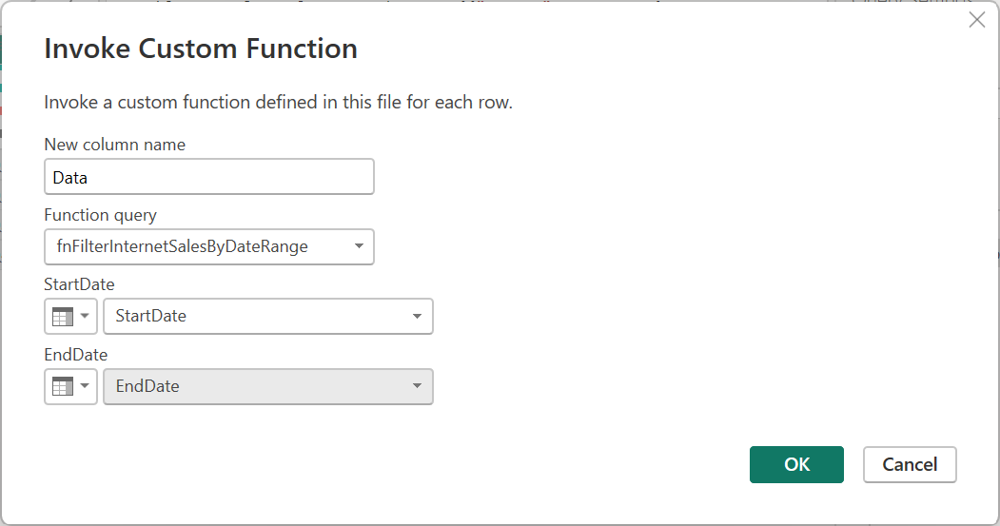 Invoke Custom Function
Invoke a custom function defined in this file for each row.
New column name
Data
Function query
fnFilterInternetSalesByDateRange
StartDate
StartDate
EndDate
EndDate
OK
Cancel